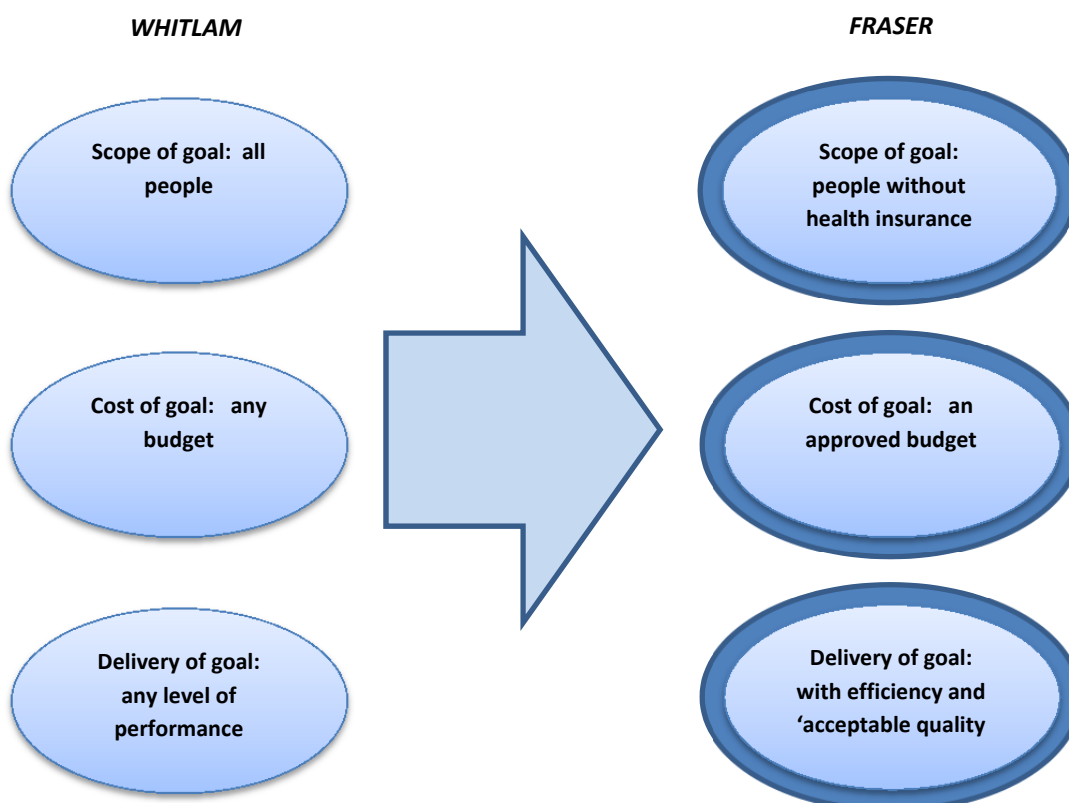 WHITLAM
FRASER
Scope of goal: all
people
Scope of goal:
people without
health insurance
Cost of goal: any
budget
Cost of goal: an
approved budget
Delivery of goal:
any level of
performance
Delivery of goal:
with efficiency and
‘acceptable quality